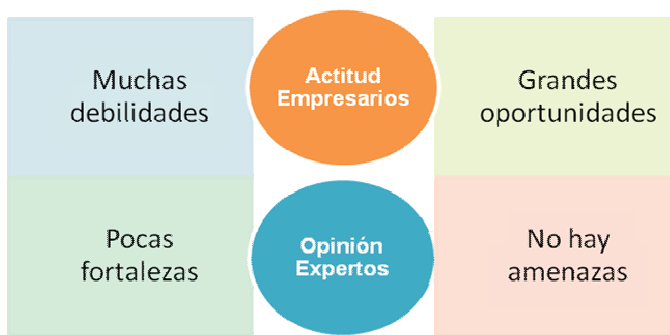 Muchas
debilidades
Actitud
Empresarios
Grandes
oportunidades
Pocas
fortalezas
Opinión
Expertos
No hay
amenazas